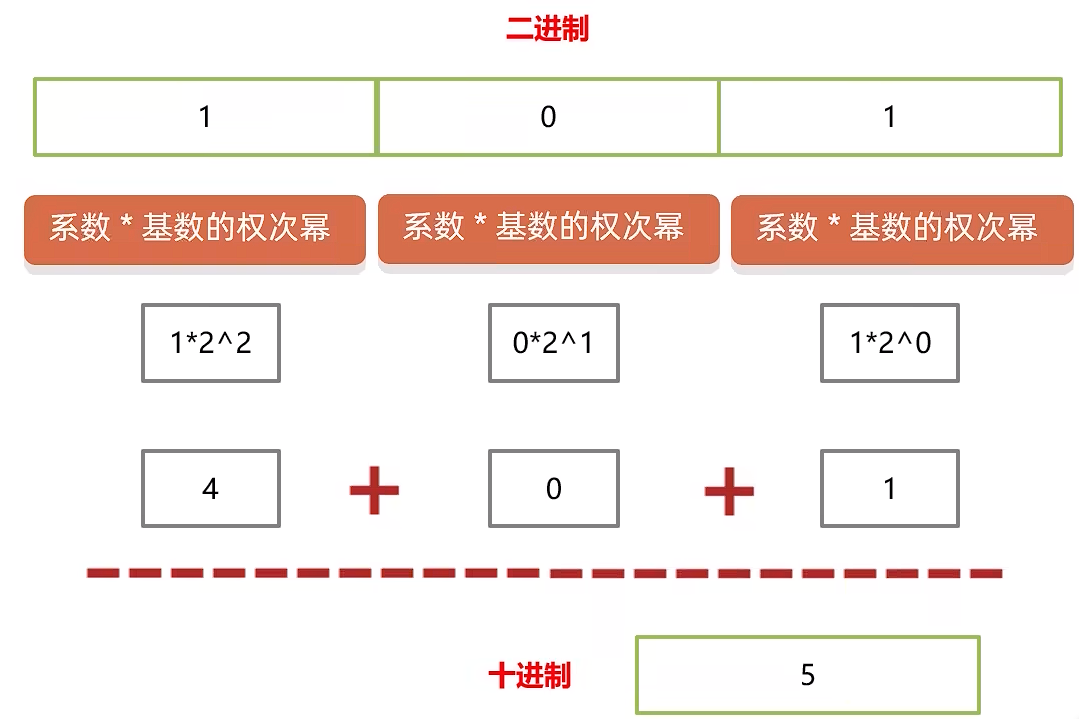 二进制
1 0 1
系数 * 基数的权次幂 系数 * 基数的权次幂 系数 * 基数的权次幂
1*2^2 0*2^1 1*2^0
4 + 0 + 1
十进制 5